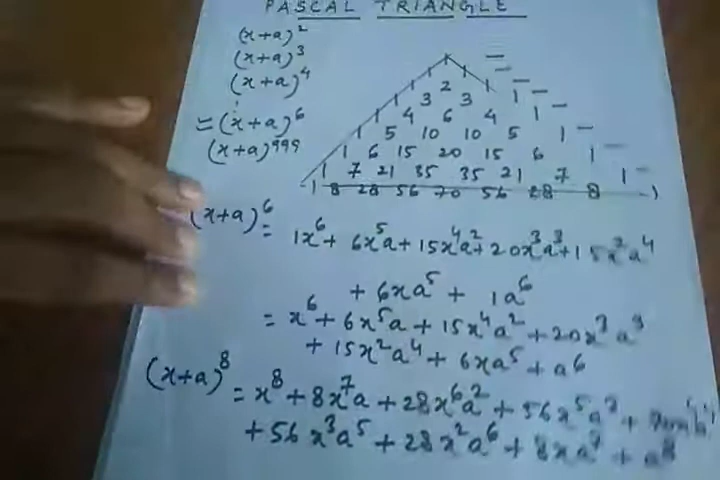 PASCAL TRIANGLE
(x+a)²
(x+a)³
(x+a)⁴
= (x+a)⁶
(x+a)⁹⁹⁹
1
1 1
1 2 1
1 3 3 1
1 4 6 4 1
1 5 10 10 5 1
1 6 15 20 15 6 1
1 7 21 35 35 21 7 1
1 8 28 56 70 56 28 8 1
(x+a)⁶ = 1x⁶ + 6x⁵a + 15x⁴a² + 20x³a³ + 15x²a⁴
+ 6xa⁵ + 1a⁶
= x⁶ + 6x⁵a + 15x⁴a² + 20x³a³
+ 15x²a⁴ + 6xa⁵ + a⁶
(x+a)⁸ = x⁸ + 8x⁷a + 28x⁶a² + 56x⁵a³ +
+ 56x³a⁵ + 28x²a⁶ + 8xa⁷ + a⁸